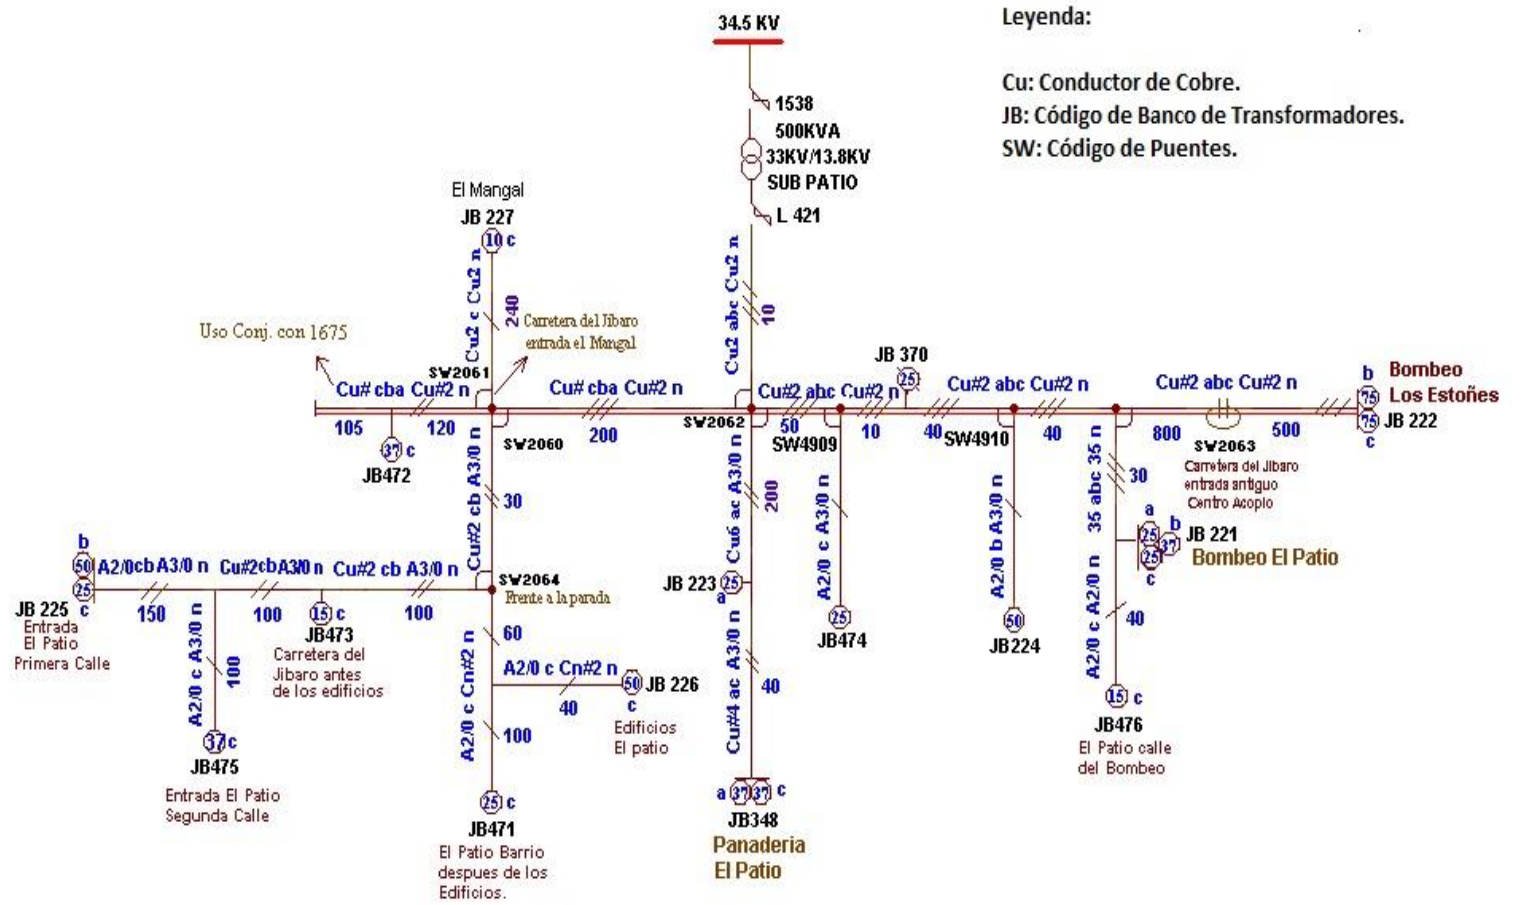 34.5 KV
Leyenda:
Cu: Conductor de Cobre.
JB: Código de Banco de Transformadores.
SW: Código de Puentes.
1538
500KVA
33KV/13.8KV
SUB PATIO
L 421
El Mangal
JB 227
10 c
Cu2 c Cu2 n
240
Cu2 abc Cu2 n
10
Uso Conj. con 1675
Carretera del Jibaro
entrada el Mangal
SW2061
Cu# cba Cu#2 n
105
120
37 c
JB472
SW2060
Cu# cba Cu#2 n
200
SW2062
Cu#2 abc Cu#2 n
50
SW4909
10
JB 370
25
40
Cu#2 abc Cu#2 n
SW4910
40
Cu#2 abc Cu#2 n
800
SW2063
500
Carretera del Jibaro
entrada antiguo
Centro Acopio
b
75
75
c
Bombeo
Los Estoñes
JB 222
Cu#2 cb A3/0 n
30
Cu6 ac A3/0 n
200
A2/0 c A3/0 n
25
JB474
A2/0 b A3/0 n
50
JB224
35 abc 35 n
30
a
25
b
37
25
c
JB 221
Bombeo El Patio
A2/0 c A2/0 n
40
15 c
JB476
El Patio calle
del Bombeo
b
50
25
c
JB 225
Entrada
El Patio
Primera Calle
A2/0cb A3/0 n
150
Cu#2cbA3/0 n
100
Cu#2 cb A3/0 n
100
SW2064
Frente a la parada
15 c
JB473
Carretera del
Jibaro antes
de los edificios
A2/0 c A3/0 n
100
37c
JB475
Entrada El Patio
Segunda Calle
60
A2/0 c Cn#2 n
100
A2/0 c Cn#2 n
40
50
c
JB 226
Edificios
El patio
25 c
JB471
El Patio Barrio
despues de los
Edificios.
JB 223
25
a
Cu#4 ac A3/0 n
40
a 37 37 c
JB348
Panaderia
El Patio